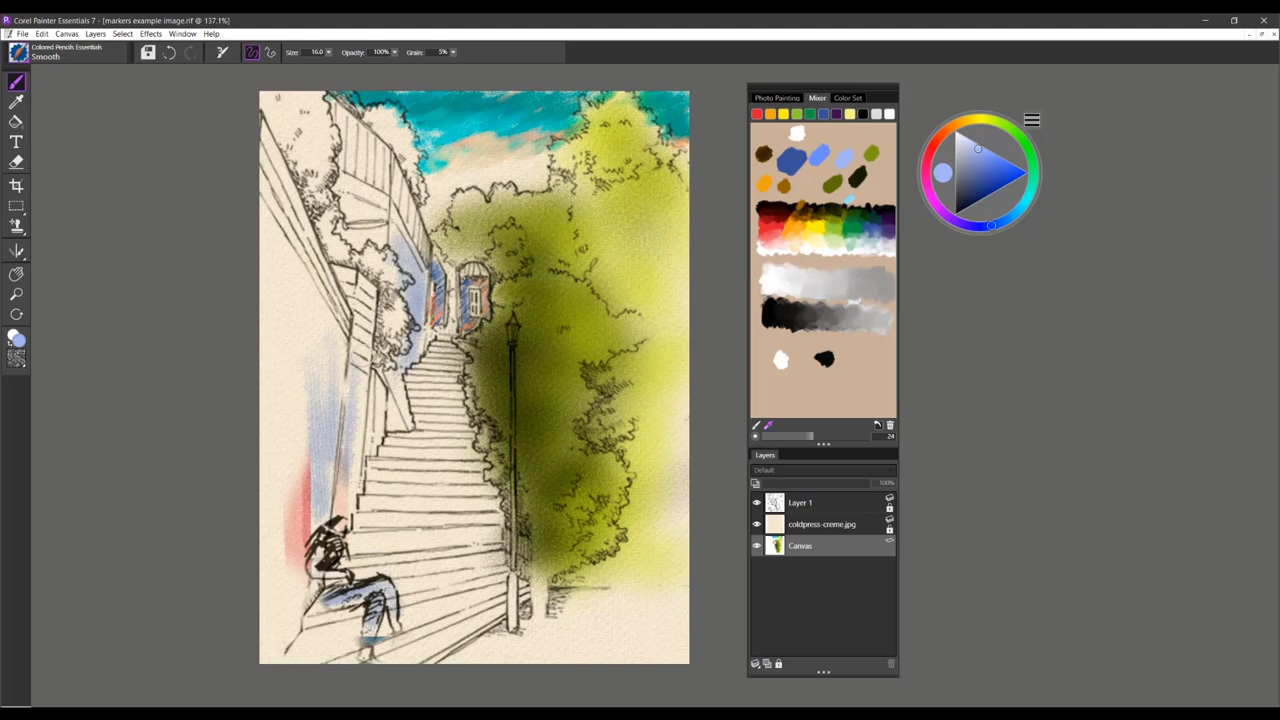 Corel Painter Essentials 7 - [markers example image.rif @ 137.1%]
File Edit Canvas Layers Select Effects Window Help
Colored Pencils Essentials
Smooth
Size: 16.0 Opacity: 100% Grain: 5%
Photo Painting Mixer Color Set
24
Layers
Default
100%
Layer 1
coldpress-creme.jpg
Canvas